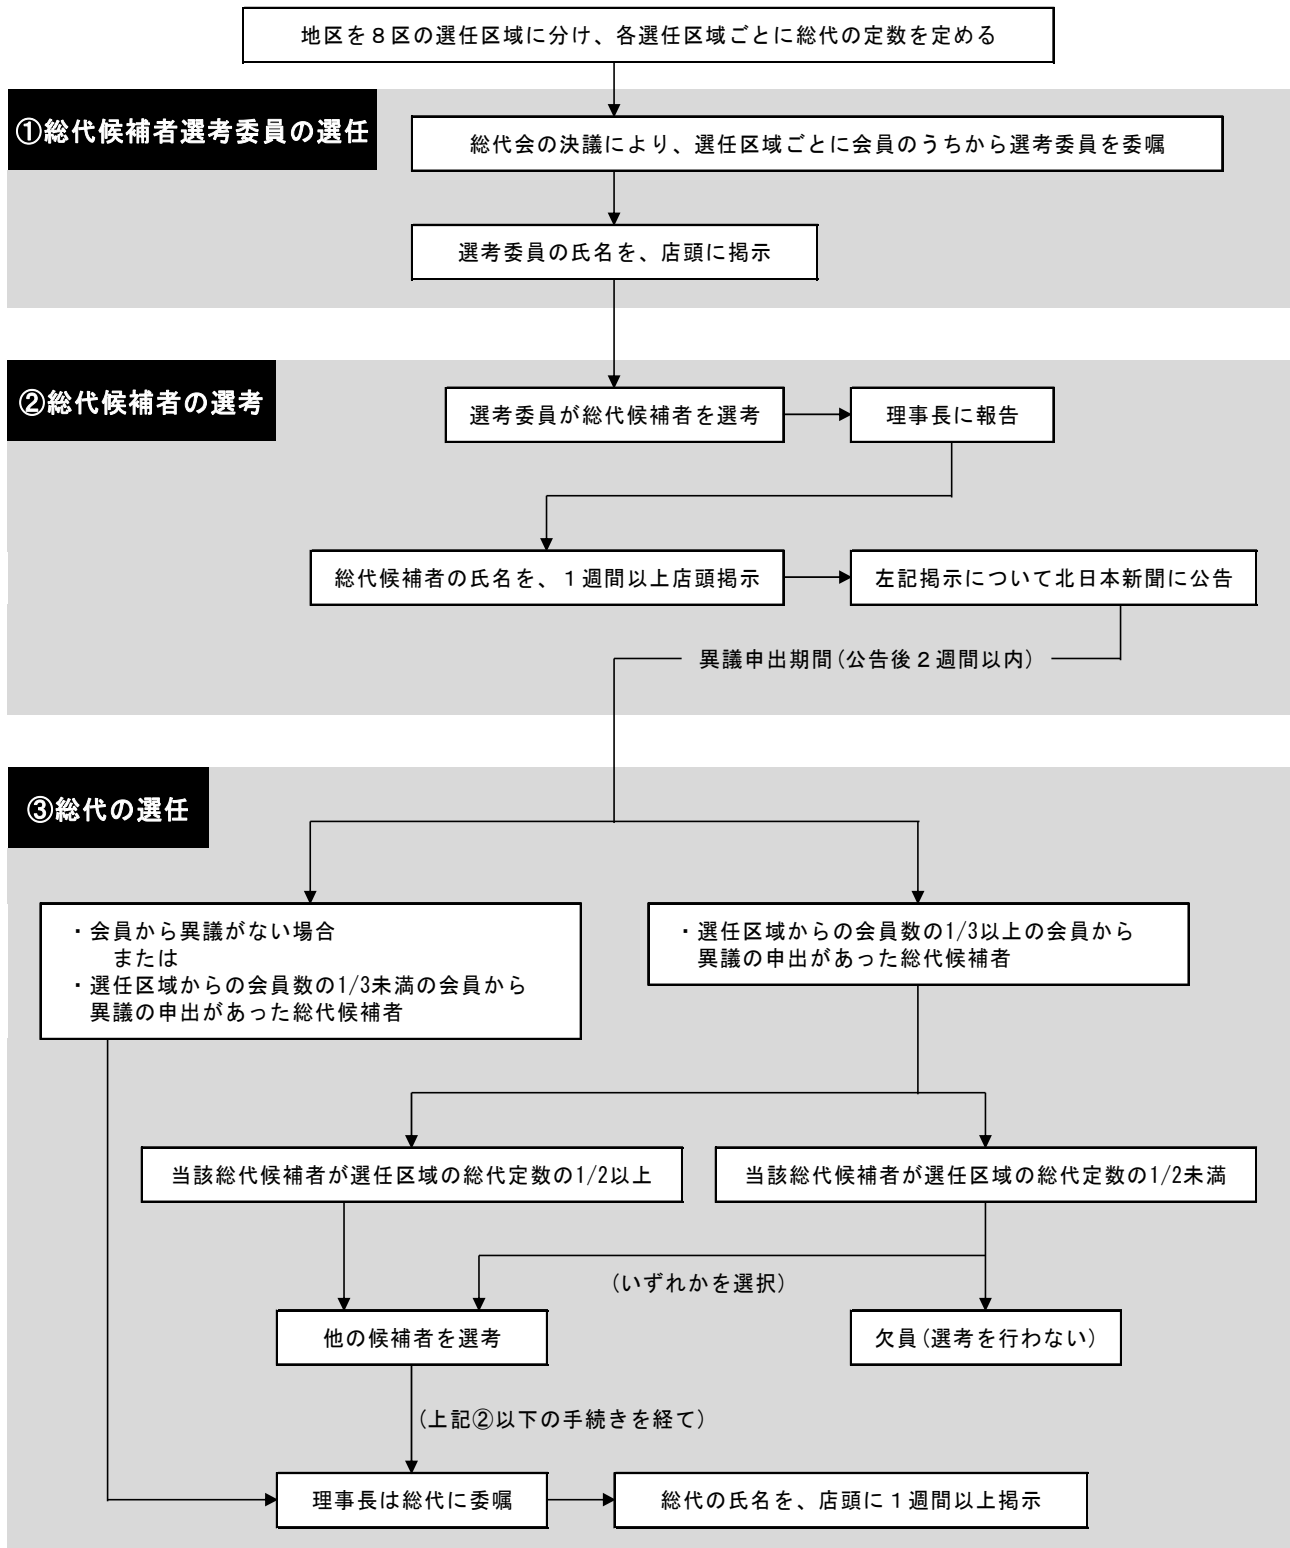 地区を８区の選任区域に分け、各選任区域ごとに総代の定数を定める
①総代候補者選考委員の選任
総代会の決議により、選任区域ごとに会員のうちから選考委員を委嘱
選考委員の氏名を、店頭に掲示
②総代候補者の選考
選考委員が総代候補者を選考
理事長に報告
総代候補者の氏名を、１週間以上店頭掲示
左記掲示について北日本新聞に公告
異議申出期間(公告後２週間以内)
③総代の選任
・会員から異議がない場合
または
・選任区域からの会員数の1/3未満の会員から
異議の申出があった総代候補者
・選任区域からの会員数の1/3以上の会員から
異議の申出があった総代候補者
当該総代候補者が選任区域の総代定数の1/2以上
当該総代候補者が選任区域の総代定数の1/2未満
(いずれかを選択)
他の候補者を選考
欠員(選考を行わない)
(上記②以下の手続きを経て)
理事長は総代に委嘱
総代の氏名を、店頭に１週間以上掲示